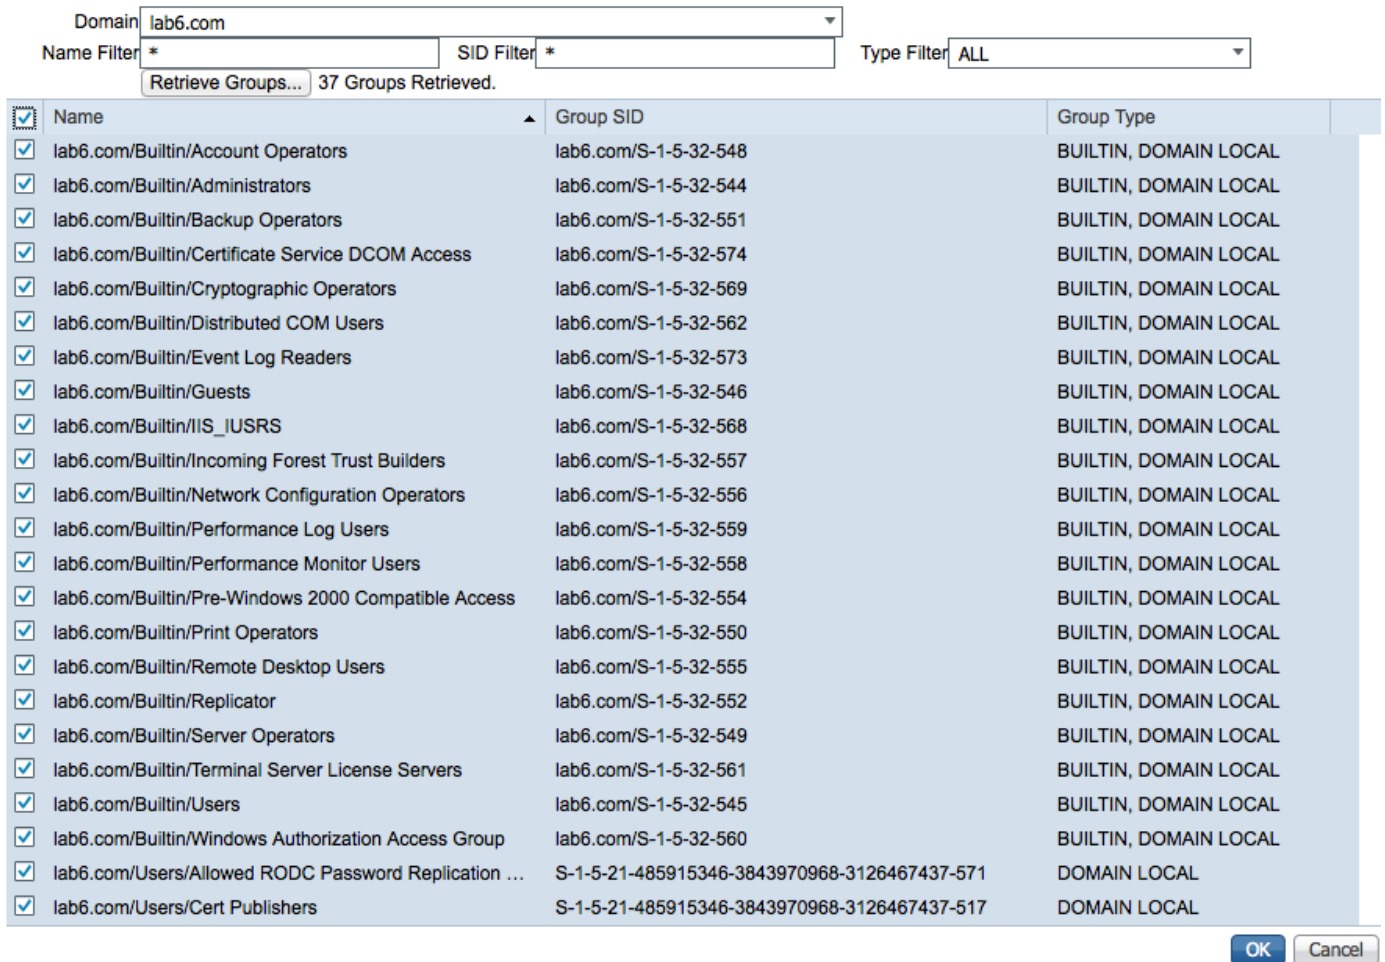 Domain lab6.com
Name Filter * SID Filter * Type Filter ALL
Retrieve Groups... 37 Groups Retrieved.
Name Group SID Group Type
lab6.com/Builtin/Account Operators lab6.com/S-1-5-32-548 BUILTIN, DOMAIN LOCAL
lab6.com/Builtin/Administrators lab6.com/S-1-5-32-544 BUILTIN, DOMAIN LOCAL
lab6.com/Builtin/Backup Operators lab6.com/S-1-5-32-551 BUILTIN, DOMAIN LOCAL
lab6.com/Builtin/Certificate Service DCOM Access lab6.com/S-1-5-32-574 BUILTIN, DOMAIN LOCAL
lab6.com/Builtin/Cryptographic Operators lab6.com/S-1-5-32-569 BUILTIN, DOMAIN LOCAL
lab6.com/Builtin/Distributed COM Users lab6.com/S-1-5-32-562 BUILTIN, DOMAIN LOCAL
lab6.com/Builtin/Event Log Readers lab6.com/S-1-5-32-573 BUILTIN, DOMAIN LOCAL
lab6.com/Builtin/Guests lab6.com/S-1-5-32-546 BUILTIN, DOMAIN LOCAL
lab6.com/Builtin/IIS_IUSRS lab6.com/S-1-5-32-568 BUILTIN, DOMAIN LOCAL
lab6.com/Builtin/Incoming Forest Trust Builders lab6.com/S-1-5-32-557 BUILTIN, DOMAIN LOCAL
lab6.com/Builtin/Network Configuration Operators lab6.com/S-1-5-32-556 BUILTIN, DOMAIN LOCAL
lab6.com/Builtin/Performance Log Users lab6.com/S-1-5-32-559 BUILTIN, DOMAIN LOCAL
lab6.com/Builtin/Performance Monitor Users lab6.com/S-1-5-32-558 BUILTIN, DOMAIN LOCAL
lab6.com/Builtin/Pre-Windows 2000 Compatible Access lab6.com/S-1-5-32-554 BUILTIN, DOMAIN LOCAL
lab6.com/Builtin/Print Operators lab6.com/S-1-5-32-550 BUILTIN, DOMAIN LOCAL
lab6.com/Builtin/Remote Desktop Users lab6.com/S-1-5-32-555 BUILTIN, DOMAIN LOCAL
lab6.com/Builtin/Replicator lab6.com/S-1-5-32-552 BUILTIN, DOMAIN LOCAL
lab6.com/Builtin/Server Operators lab6.com/S-1-5-32-549 BUILTIN, DOMAIN LOCAL
lab6.com/Builtin/Terminal Server License Servers lab6.com/S-1-5-32-561 BUILTIN, DOMAIN LOCAL
lab6.com/Builtin/Users lab6.com/S-1-5-32-545 BUILTIN, DOMAIN LOCAL
lab6.com/Builtin/Windows Authorization Access Group lab6.com/S-1-5-32-560 BUILTIN, DOMAIN LOCAL
lab6.com/Users/Allowed RODC Password Replication ... S-1-5-21-485915346-3843970968-3126467437-571 DOMAIN LOCAL
lab6.com/Users/Cert Publishers S-1-5-21-485915346-3843970968-3126467437-517 DOMAIN LOCAL
OK Cancel